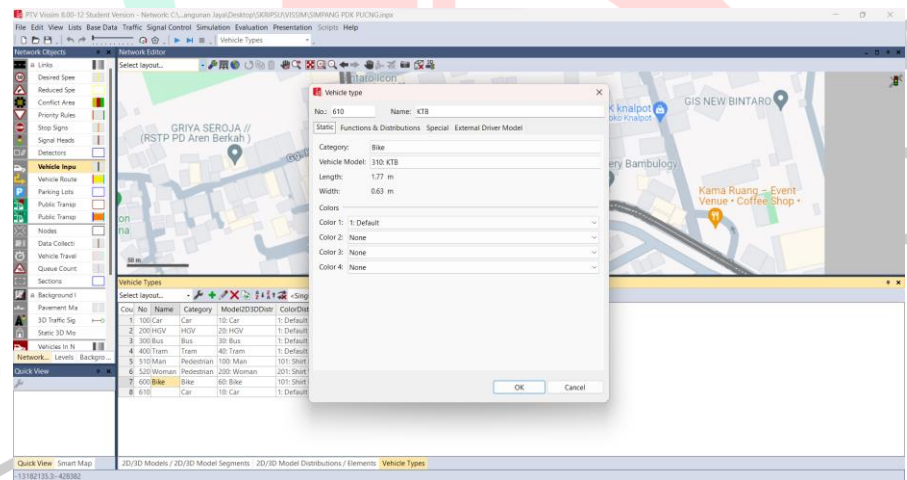 PTV Vissim 8.00-12 Student Version - Network: C:\...angunan Jaya\Desktop\SKRIPSU\VISSIM\SIMPANG PDK PUCNG.inpx
File Edit View Lists Base Data Traffic Signal Control Simulation Evaluation Presentation Scripts Help
Vehicle Types
Network Objects
Network Editor
Select layout...
Links
Desired Spee
Reduced Spee
Conflict Area
Priority Rules
Stop Signs
Signal Heads
Detectors
Vehicle Inpu
Vehicle Route
Parking Lots
Public Transp
Public Transp
Nodes
Data Collecti
Vehicle Travel
Queue Count
Sections
Background I
Pavement Ma
3D Traffic Sig
Static 3D Mo
Vehicles In N
Network... Levels Backgro...
Quick View
Quick View Smart Map
GRIYA SEROJA //
(RSTP PD Aren
Berkah )
50 m
K knalpot
oko Knalpot
GIS NEW BINTARO
ery Bambulogy
Kama Ruang – Event
Venue • Coffee Shop •
Vehicle type
No.: 610 Name: KTB
Static Functions & Distributions Special External Driver Model
Category: Bike
Vehicle Model: 310: KTB
Length: 1.77 m
Width: 0.63 m
Colors
Color 1: 1: Default
Color 2: None
Color 3: None
Color 4: None
OK Cancel
Vehicle Types
Select layout... <Sing
Cou No Name Category Model2D3DDistr ColorDist
1 100 Car Car 10: Car 1: Default
2 200 HGV HGV 20: HGV 1: Default
3 300 Bus Bus 30: Bus 1: Default
4 400 Tram Tram 40: Tram 1: Default
5 510 Man Pedestrian 100: Man 101: Shirt
6 520 Woman Pedestrian 200: Woman 201: Shirt
7 600 Bike Bike 60: Bike 101: Shirt
8 610 Car 10: Car 1: Default
2D/3D Models / 2D/3D Model Segments 2D/3D Model Distributions / Elements Vehicle Types
-13182135.3:-428382